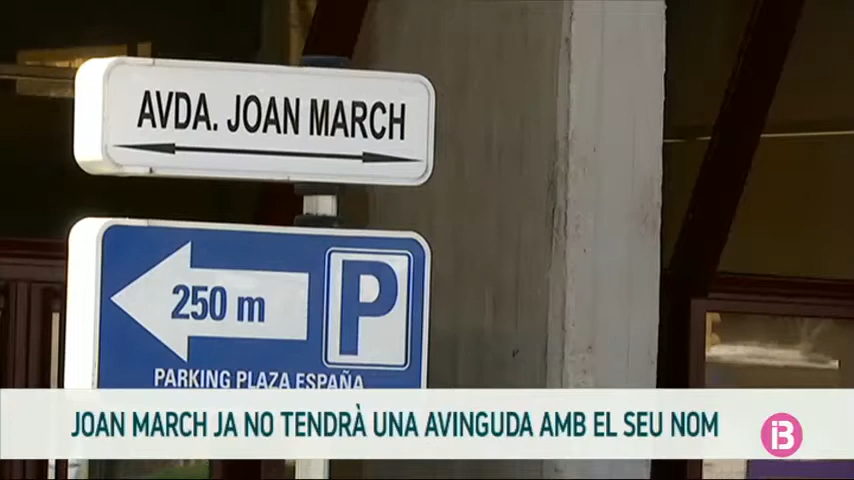 AVDA. JOAN MARCH
250 m
P
PARKING PLAZA ESPAÑA
JOAN MARCH JA NO TENDRÀ UNA AVINGUDA AMB EL SEU NOM
IB